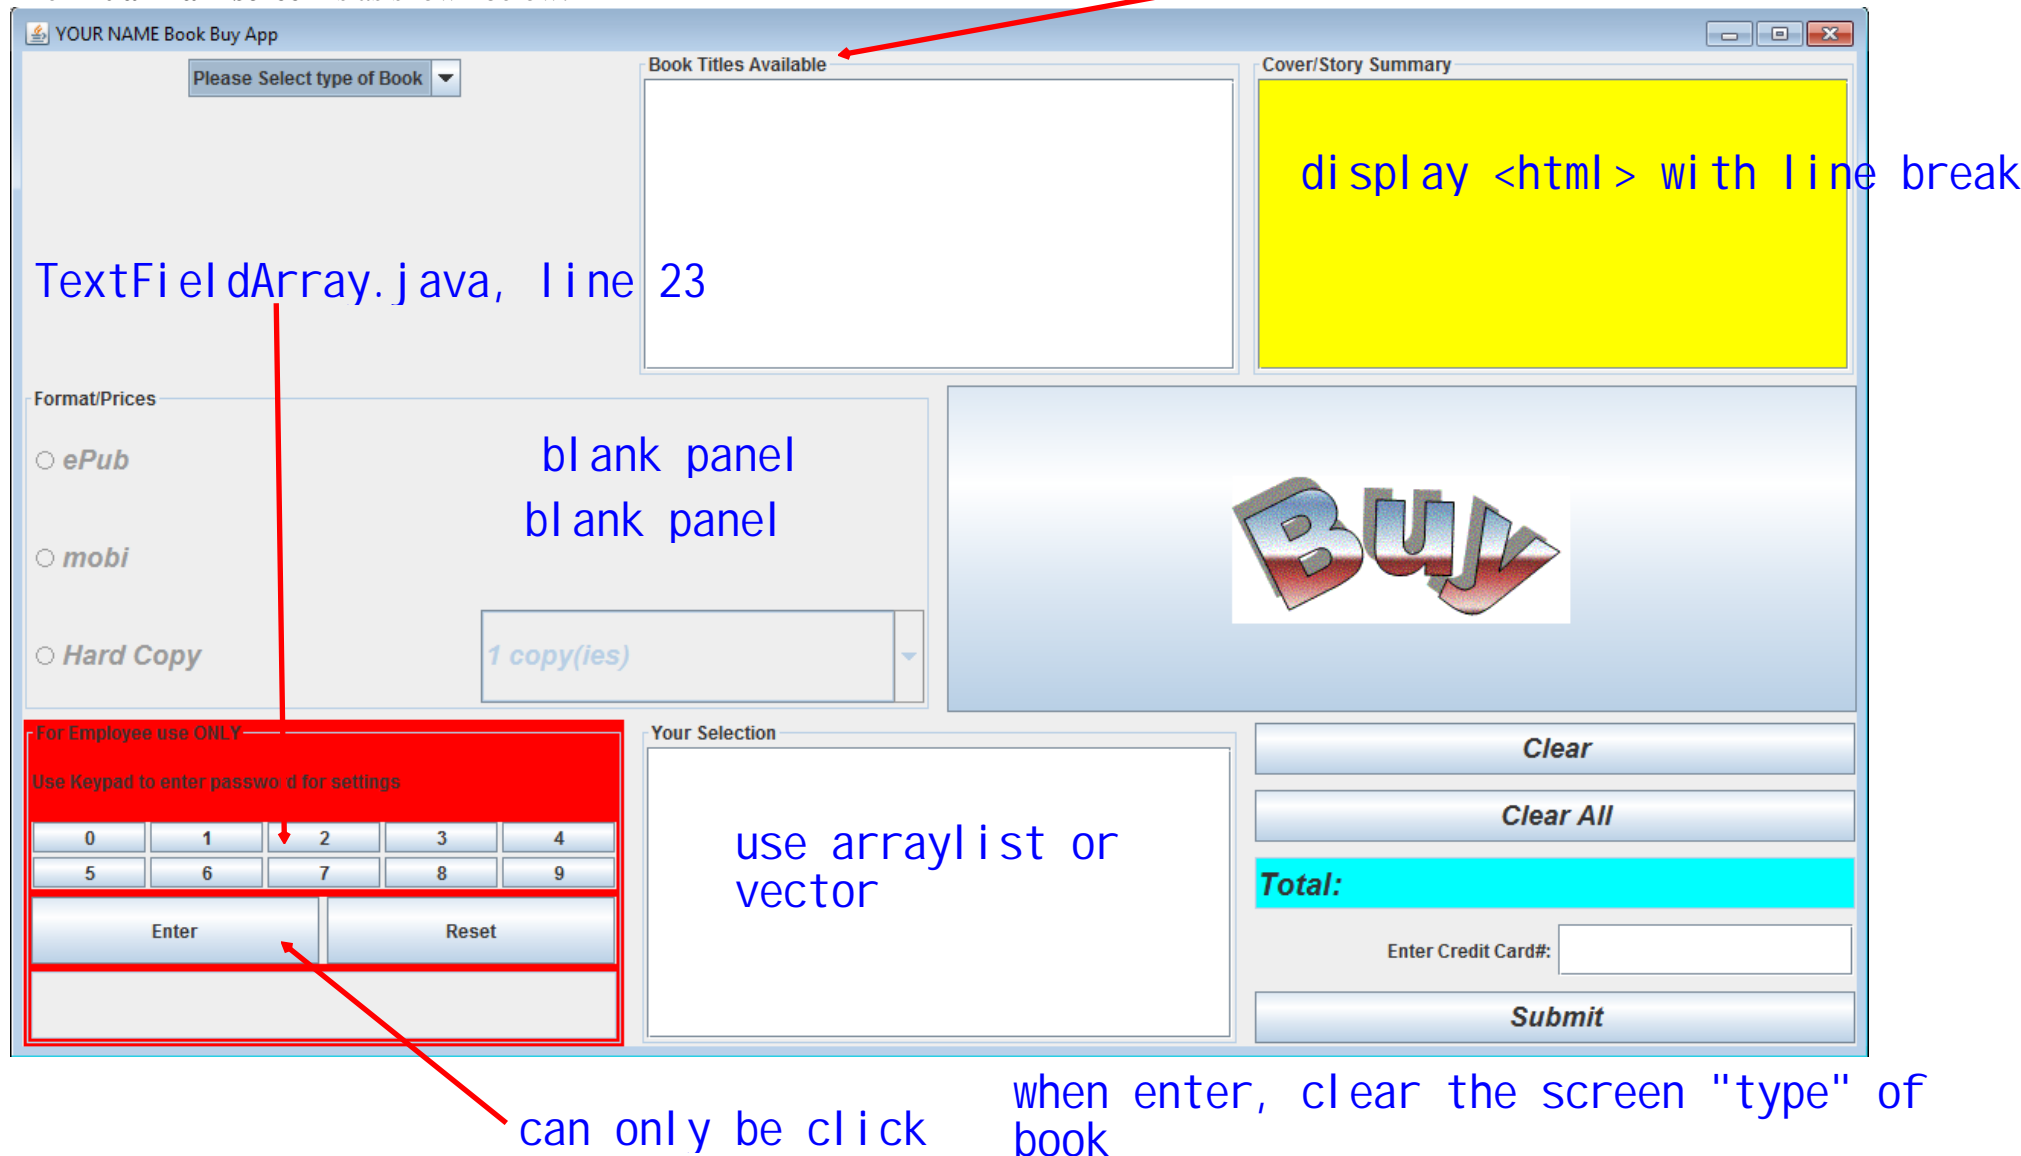 YOUR NAME Book Buy App
Please Select type of Book
Book Titles Available
Cover/Story Summary
display <html> with line break
TextFieldArray.java, line 23
Format/Prices
ePub
blank panel
blank panel
mobi
Hard Copy
1 copy(ies)
Buy
For Employee use ONLY
Use Keypad to enter password for settings
0 1 2 3 4
5 6 7 8 9
Enter Reset
Your Selection
use arraylist or
vector
Clear
Clear All
Total:
Enter Credit Card#:
Submit
can only be click
when enter, clear the screen "type" of
book